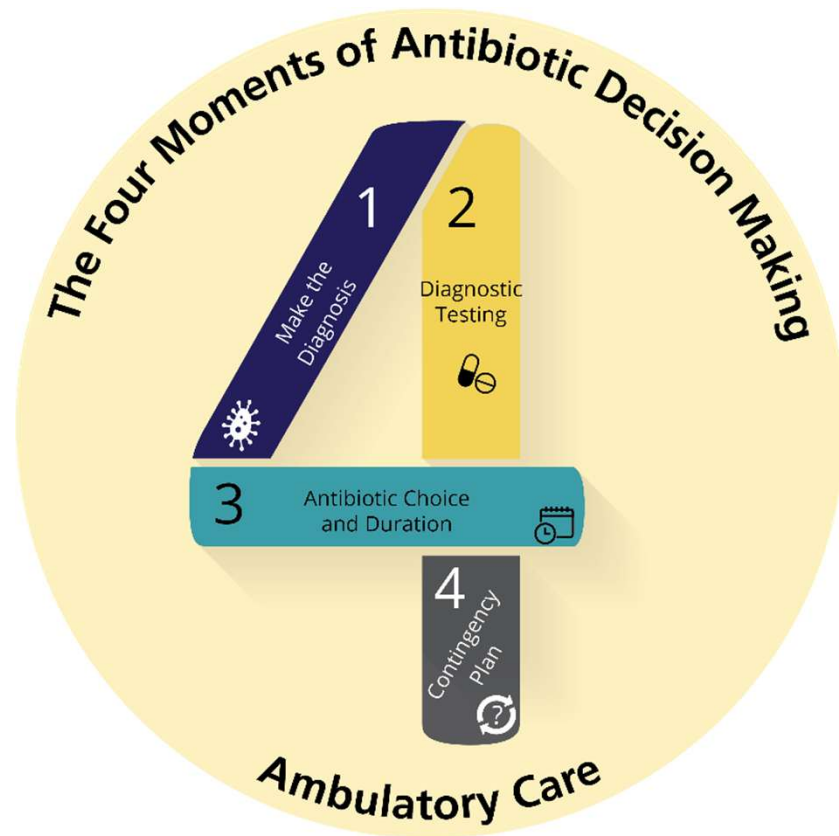 The Four Moments of Antibiotic Decision Making
1
Make the
Diagnosis
2
Diagnostic
Testing
3
Antibiotic Choice
and Duration
4
Contingency
Plan
?
Ambulatory Care